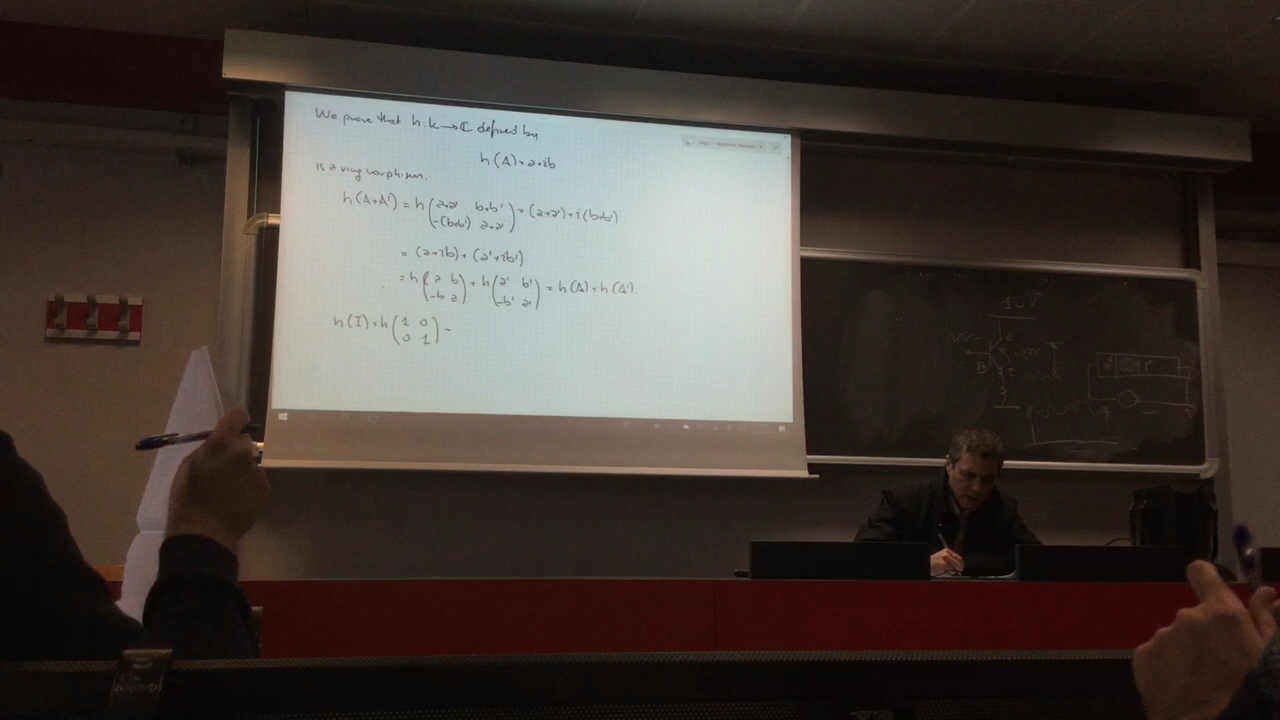 We prove that h: k → ℂ defined by
h(A) = a+ib
is a ring morphism.
h(A+A') = h(a+a' b+b' = (a+a')+i(b+b')
-(b+b') a+a')
= (a+ib) + (a'+ib')
= h(a b + h(a' b' = h(A) + h(A').
-b a) -b' a')
h(I) = h(1 0 =
0 1)
B